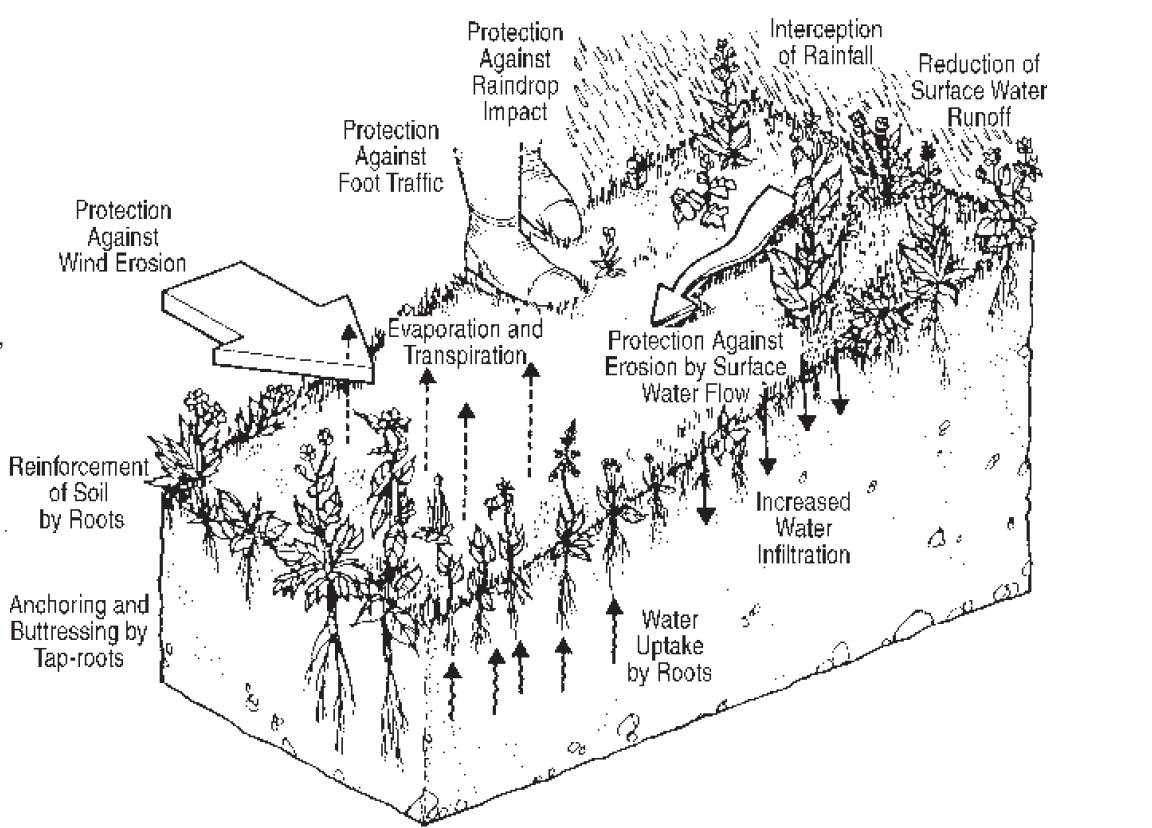 Protection
Against
Raindrop
Impact
Interception
of Rainfall
Reduction of
Surface Water
Runoff
Protection
Against
Foot Traffic
Protection
Against
Wind Erosion
Evaporation and
Transpiration
Protection Against
Erosion by Surface
Water Flow
Reinforcement
of Soil
by Roots
Increased
Water
Infiltration
Anchoring and
Buttressing by
Tap-roots
Water
Uptake
by Roots